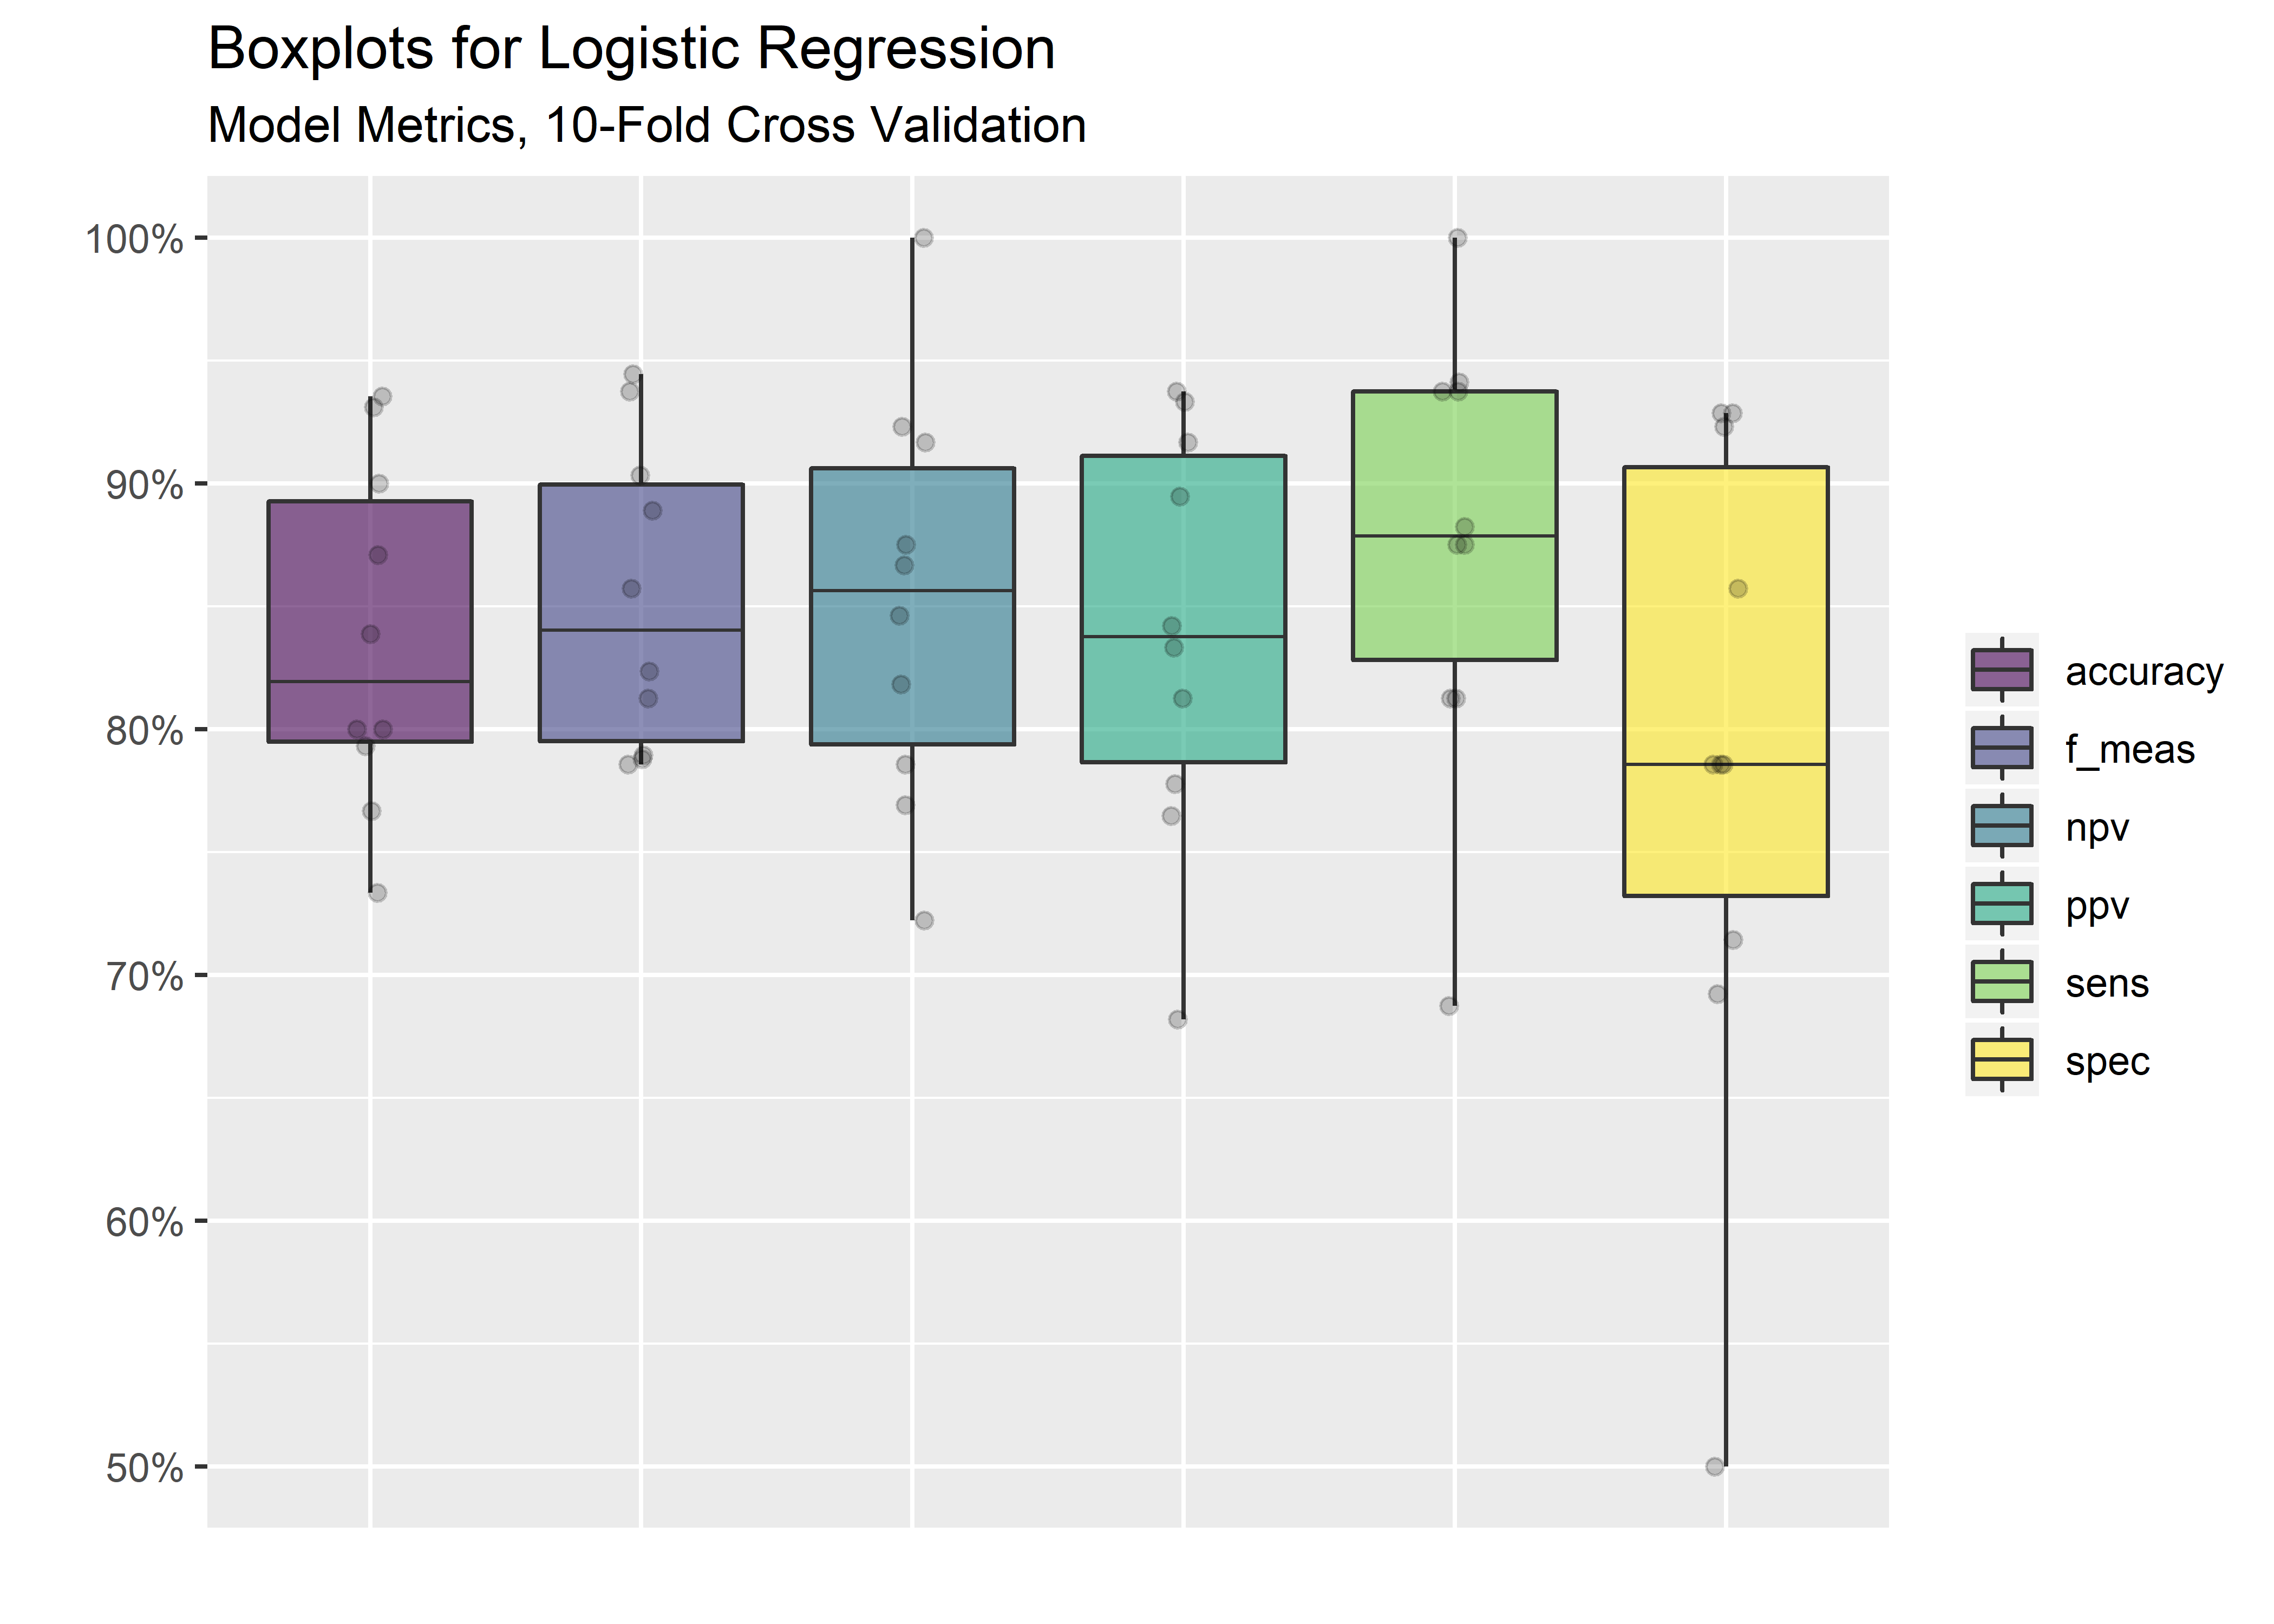 Boxplots for Logistic Regression
Model Metrics, 10-Fold Cross Validation
100%
90%
80%
70%
60%
50%
accuracy
f_meas
npv
ppv
sens
spec